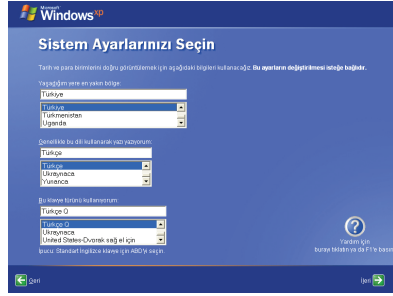 Microsoft
Windows xp
Sistem Ayarlarınızı Seçin
Tarih ve para birimlerini doğru görüntülemek için aşağıdaki bilgileri kullanacağız. Bu ayarların değiştirilmesi isteğe bağlıdır.
Yaşadığım yere en yakın bölge:
Türkiye
Türkiye
Türkmenistan
Uganda
Genellikle bu dili kullanarak yazı yazıyorum:
Türkçe
Türkçe
Ukraynaca
Yunanca
Bu klavye türünü kullanıyorum:
Türkçe Q
Türkçe Q
Ukraynaca
United States-Dvorak sağ el için
İpucu: Standart İngilizce klavye için ABD'yi seçin.
Yardım için
burayı tıklatın ya da F1'e basın
Geri
İleri